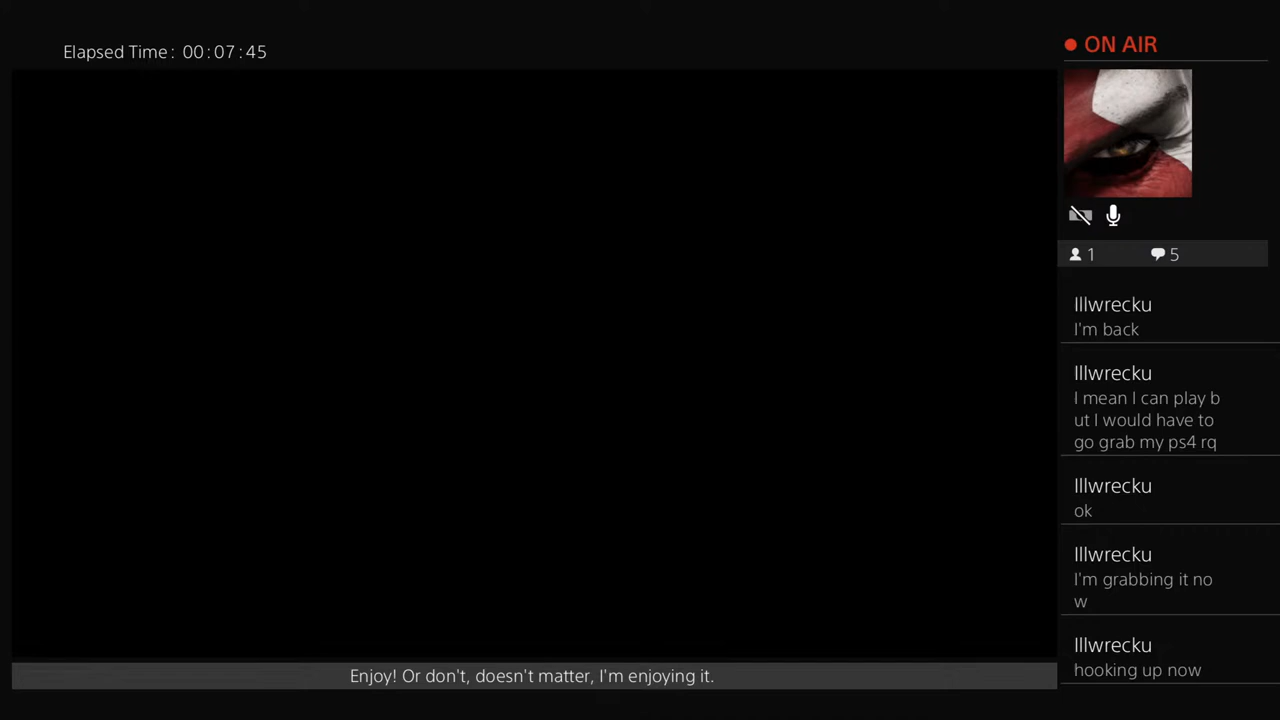 Elapsed Time: 00:07:45
ON AIR
1 5
Illwrecku
I'm back
Illwrecku
I mean I can play b
ut I would have to
go grab my ps4 rq
Illwrecku
ok
Illwrecku
I'm grabbing it no
w
Illwrecku
hooking up now
Enjoy! Or don't, doesn't matter, I'm enjoying it.